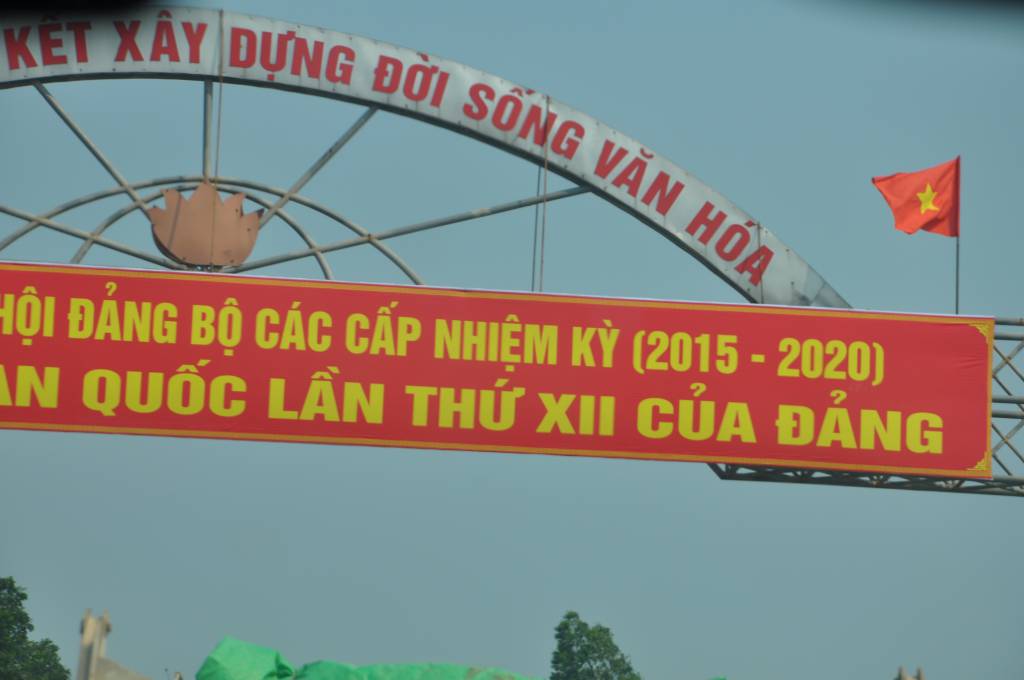 KẾT XÂY DỰNG ĐỜI SỐNG VĂN HÓA
HỘI ĐẢNG BỘ CÁC CẤP NHIỆM KỲ (2015 - 2020)
AN QUỐC LẦN THỨ XII CỦA ĐẢNG